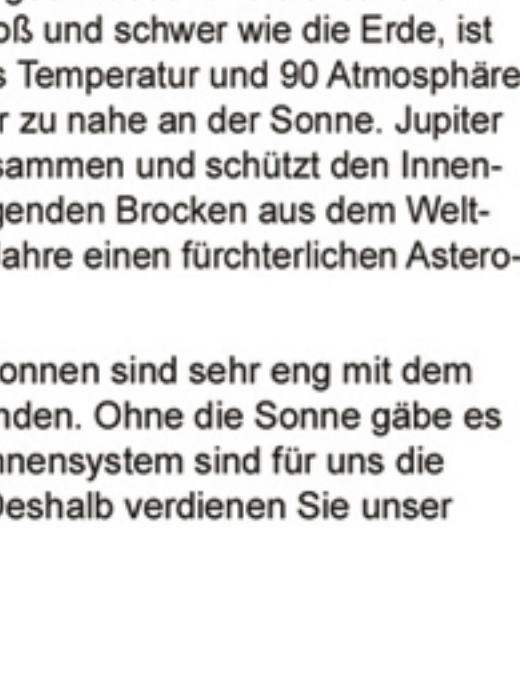 oß und schwer wie die Erde, ist
s Temperatur und 90 Atmosphäre
r zu nahe an der Sonne. Jupiter
sammen und schützt den Innen-
genden Brocken aus dem Welt-
Jahre einen fürchterlichen Astero-
onnen sind sehr eng mit dem
nden. Ohne die Sonne gäbe es
nnensystem sind für uns die
Deshalb verdienen Sie unser